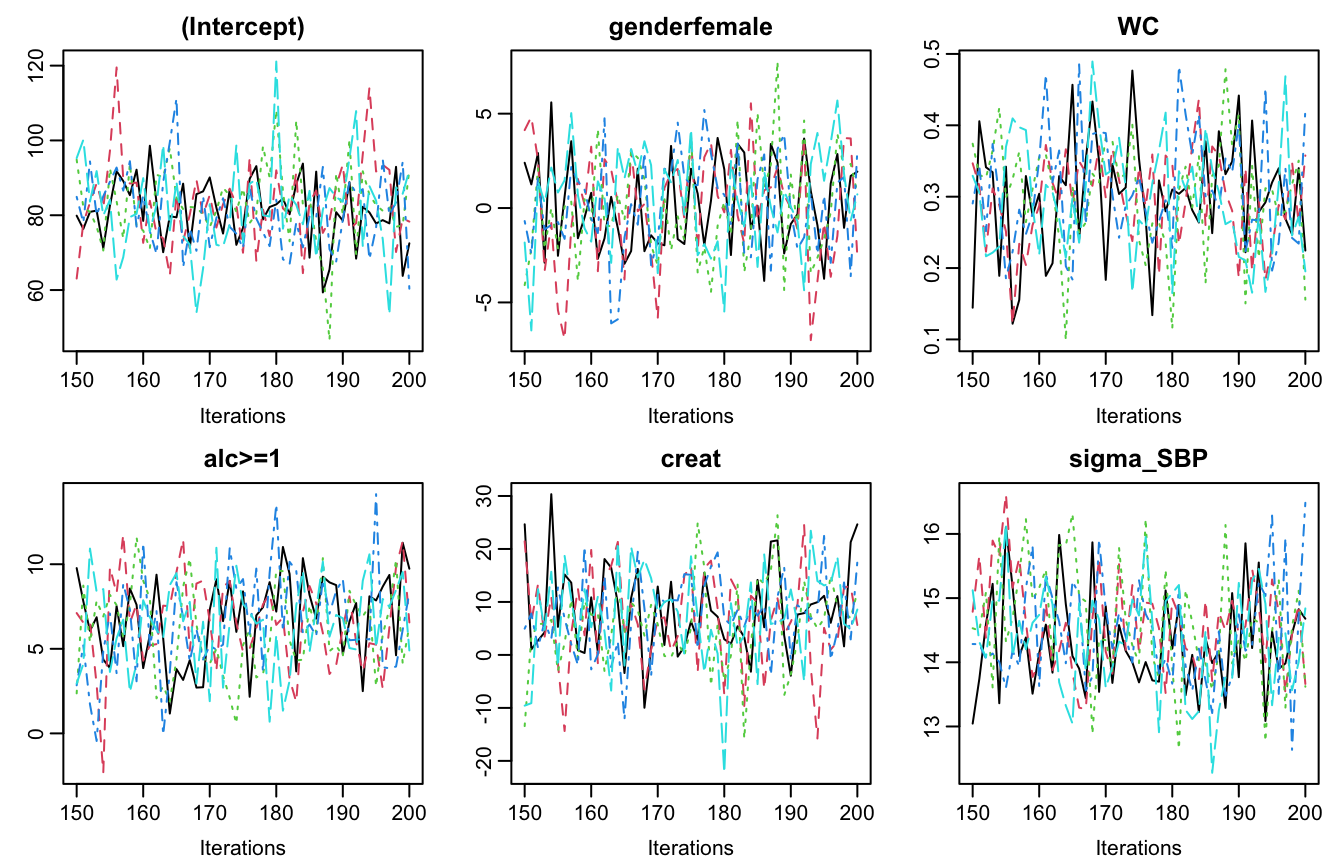 (Intercept)
120
100
80
60
150 160 170 180 190 200
Iterations
genderfemale
5
0
-5
150 160 170 180 190 200
Iterations
WC
0.5
0.4
0.3
0.2
0.1
150 160 170 180 190 200
Iterations
alc>=1
10
5
0
150 160 170 180 190 200
Iterations
creat
30
20
10
0
-10
-20
150 160 170 180 190 200
Iterations
sigma_SBP
16
15
14
13
150 160 170 180 190 200
Iterations